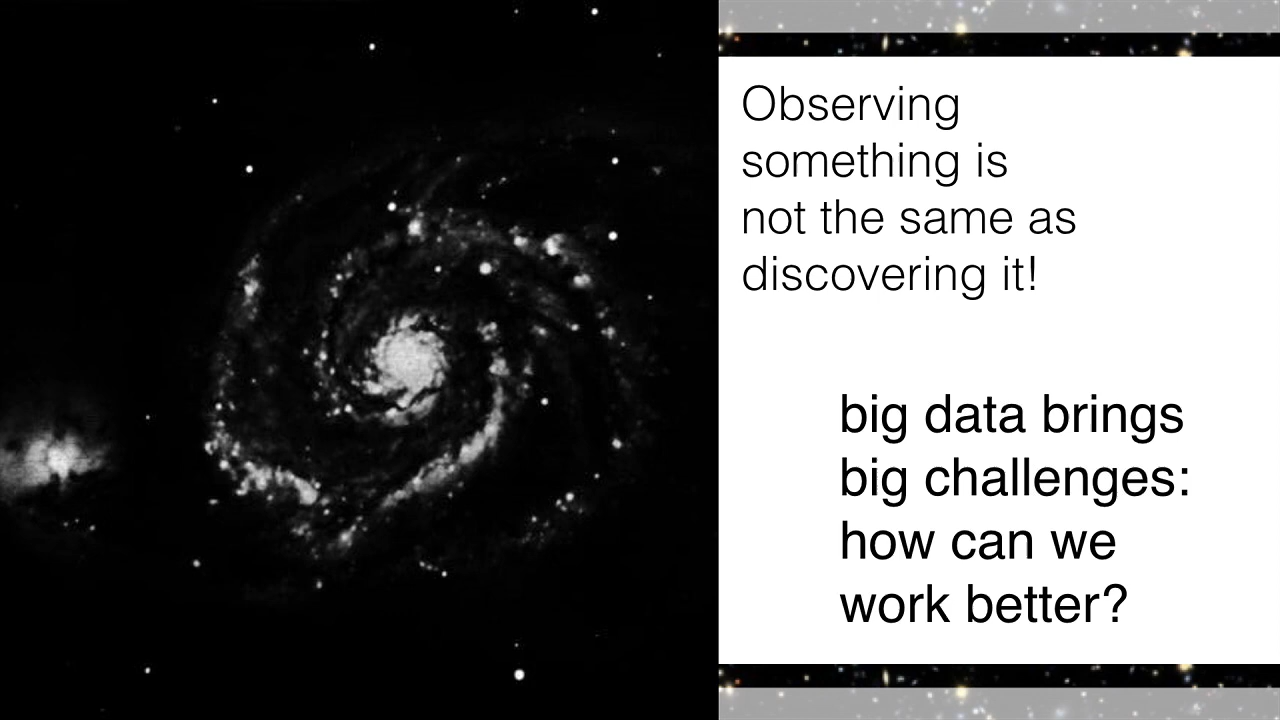 Observing
something is
not the same as
discovering it!
big data brings
big challenges:
how can we
work better?